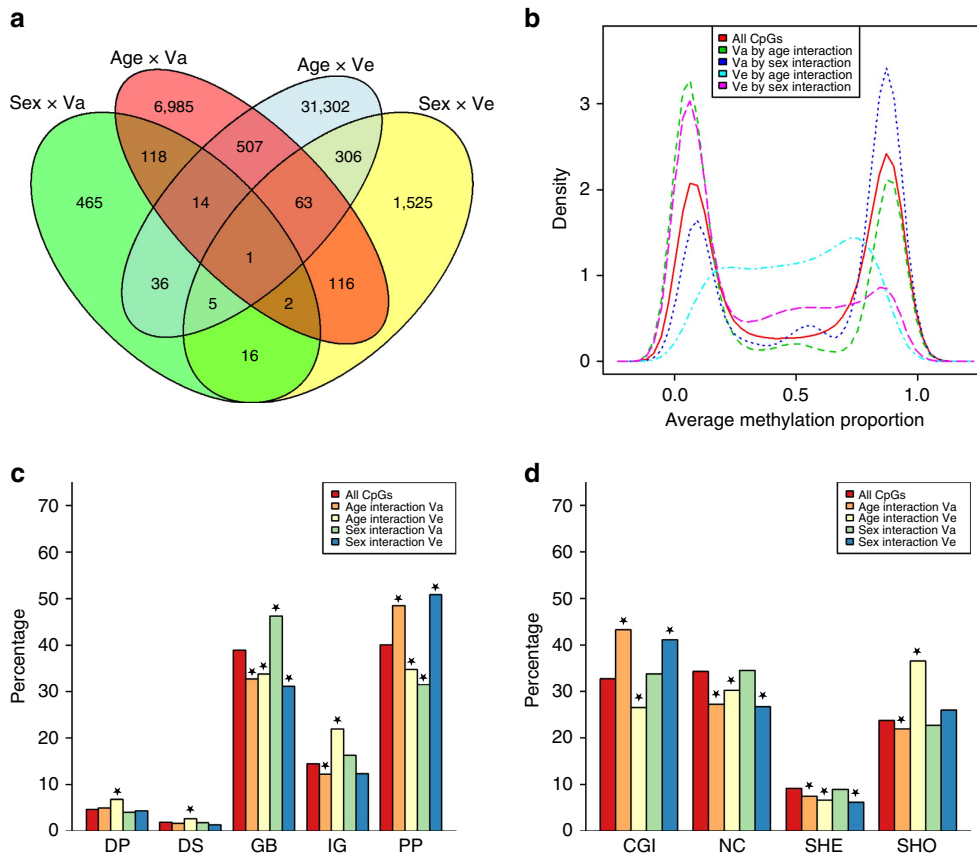 a
Age × Va
Age × Ve
Sex × Va
Sex × Ve
6,985
31,302
118
507
306
465
14
63
1,525
1
36
5
2
116
16
b
All CpGs
Va by age interaction
Va by sex interaction
Ve by age interaction
Ve by sex interaction
Density
3
2
1
0
0.0
0.5
1.0
Average methylation proportion
c
All CpGs
Age interaction Va
Age interaction Ve
Sex interaction Va
Sex interaction Ve
Percentage
70
60
50
40
30
20
10
0
DP
DS
GB
IG
PP
d
All CpGs
Age interaction Va
Age interaction Ve
Sex interaction Va
Sex interaction Ve
Percentage
70
60
50
40
30
20
10
0
CGI
NC
SHE
SHO